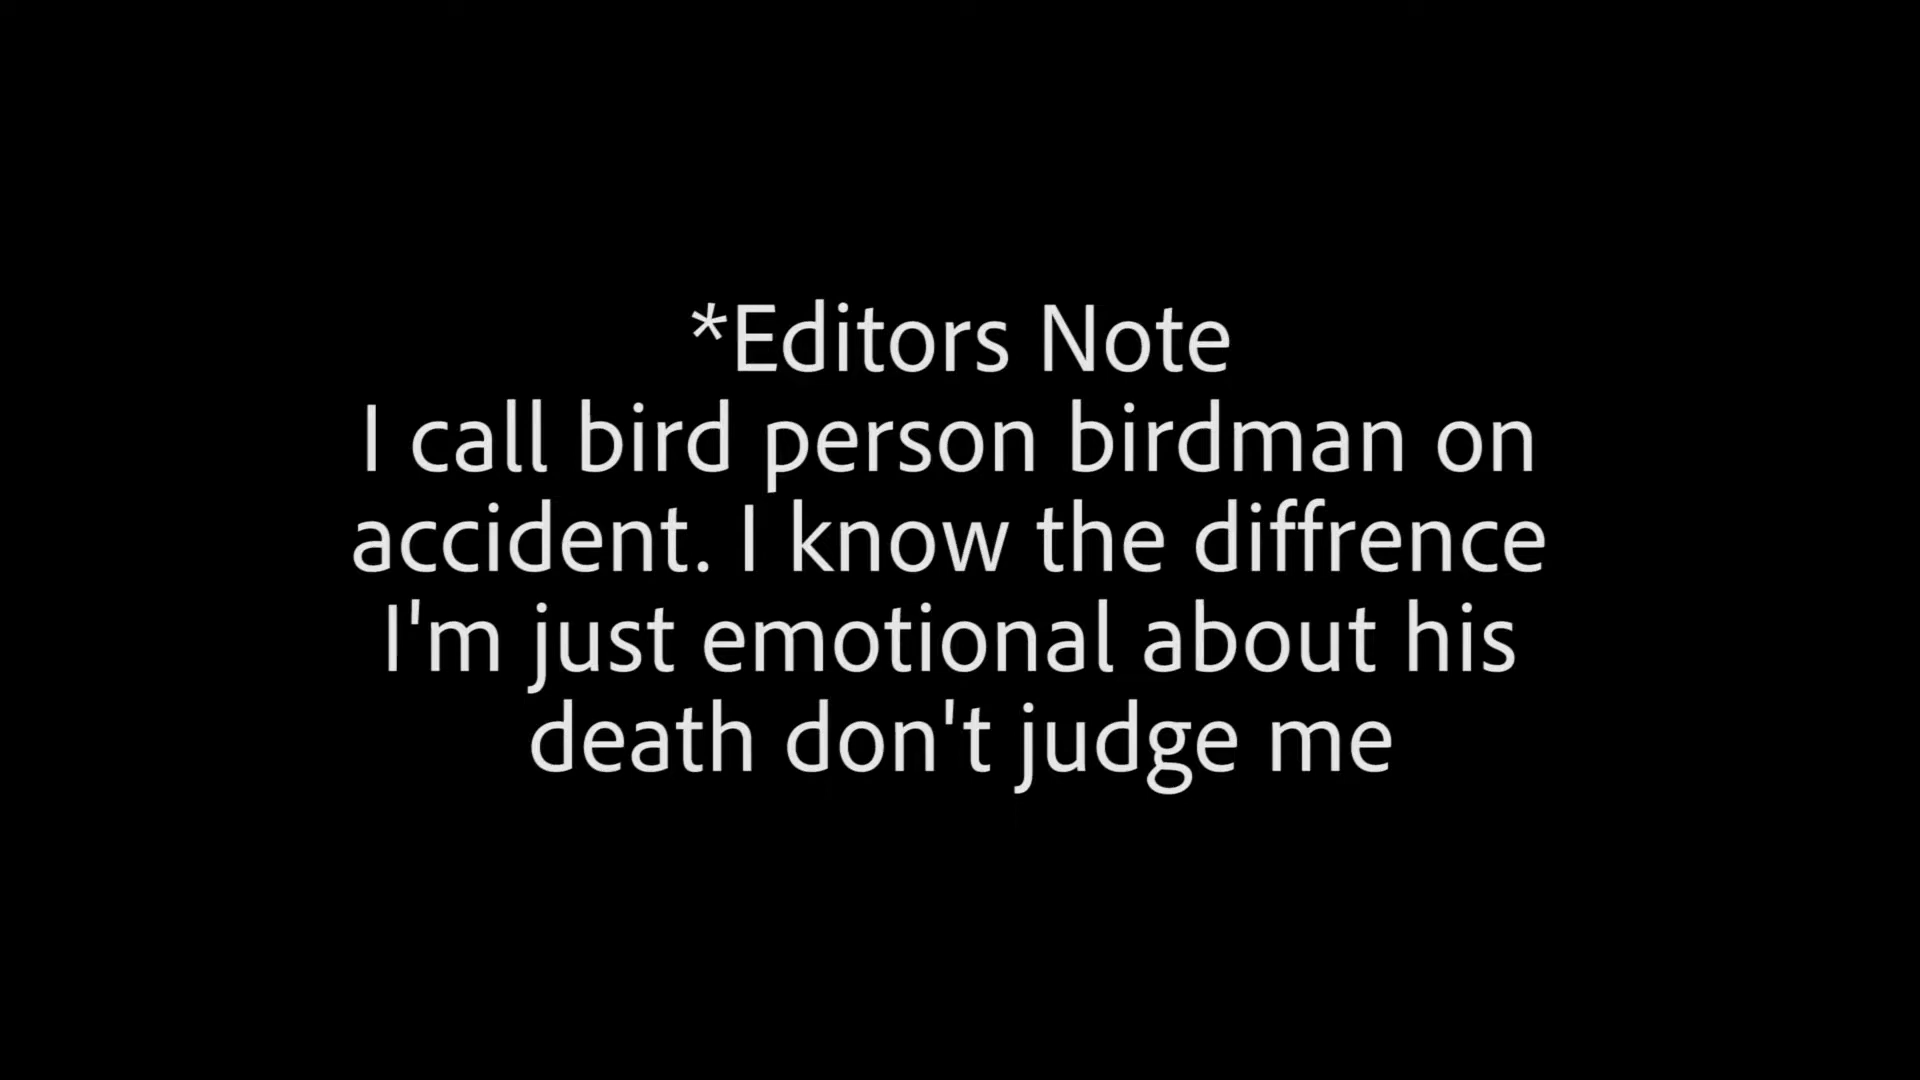 *Editors Note
I call bird person birdman on
accident. I know the diffrence
I'm just emotional about his
death don't judge me